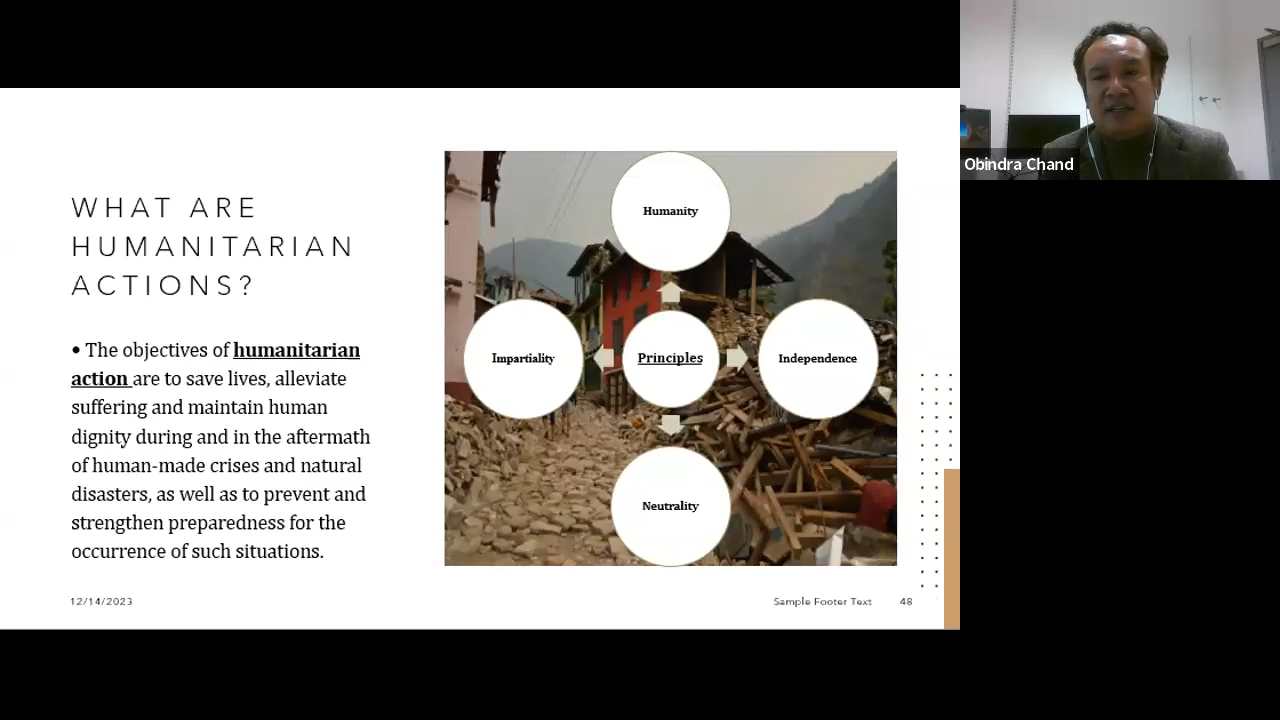 WHAT ARE
HUMANITARIAN
ACTIONS?
• The objectives of humanitarian
action are to save lives, alleviate
suffering and maintain human
dignity during and in the aftermath
of human-made crises and natural
disasters, as well as to prevent and
strengthen preparedness for the
occurrence of such situations.
Humanity
Impartiality
Principles
Independence
Neutrality
12/14/2023
Sample Footer Text
48
Obindra Chand